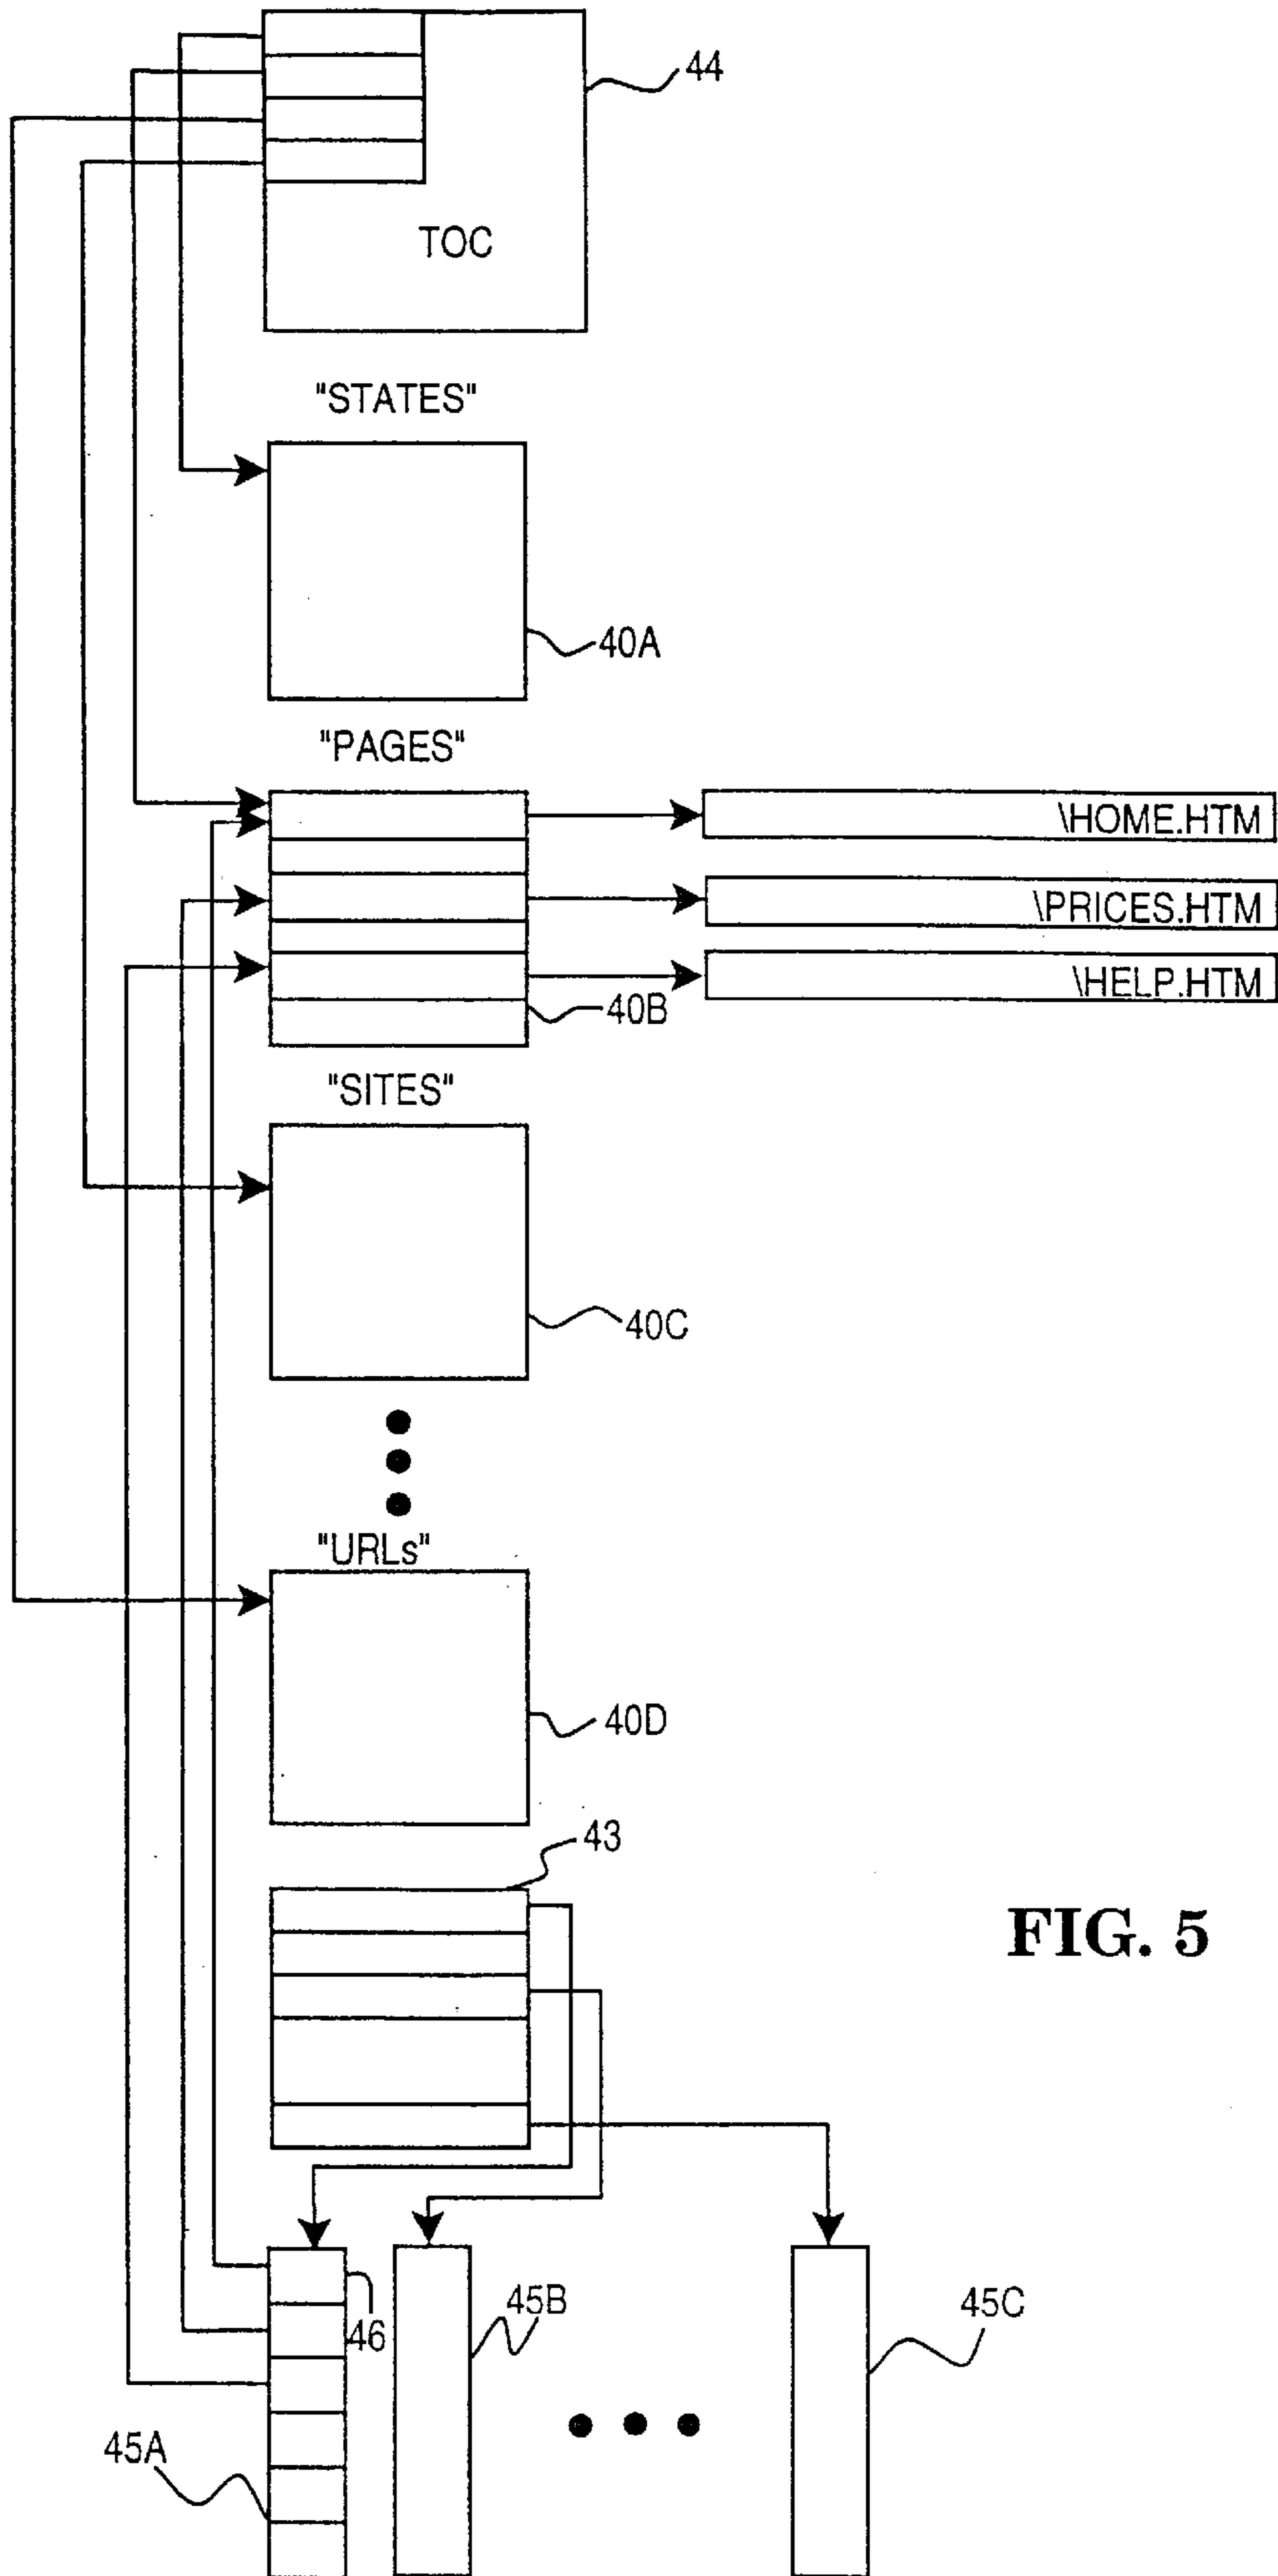 44
TOC
"STATES"
40A
"PAGES"
\HOME.HTM
\PRICES.HTM
\HELP.HTM
40B
"SITES"
40C
"URLs"
40D
43
FIG. 5
45B
45C
46
45A